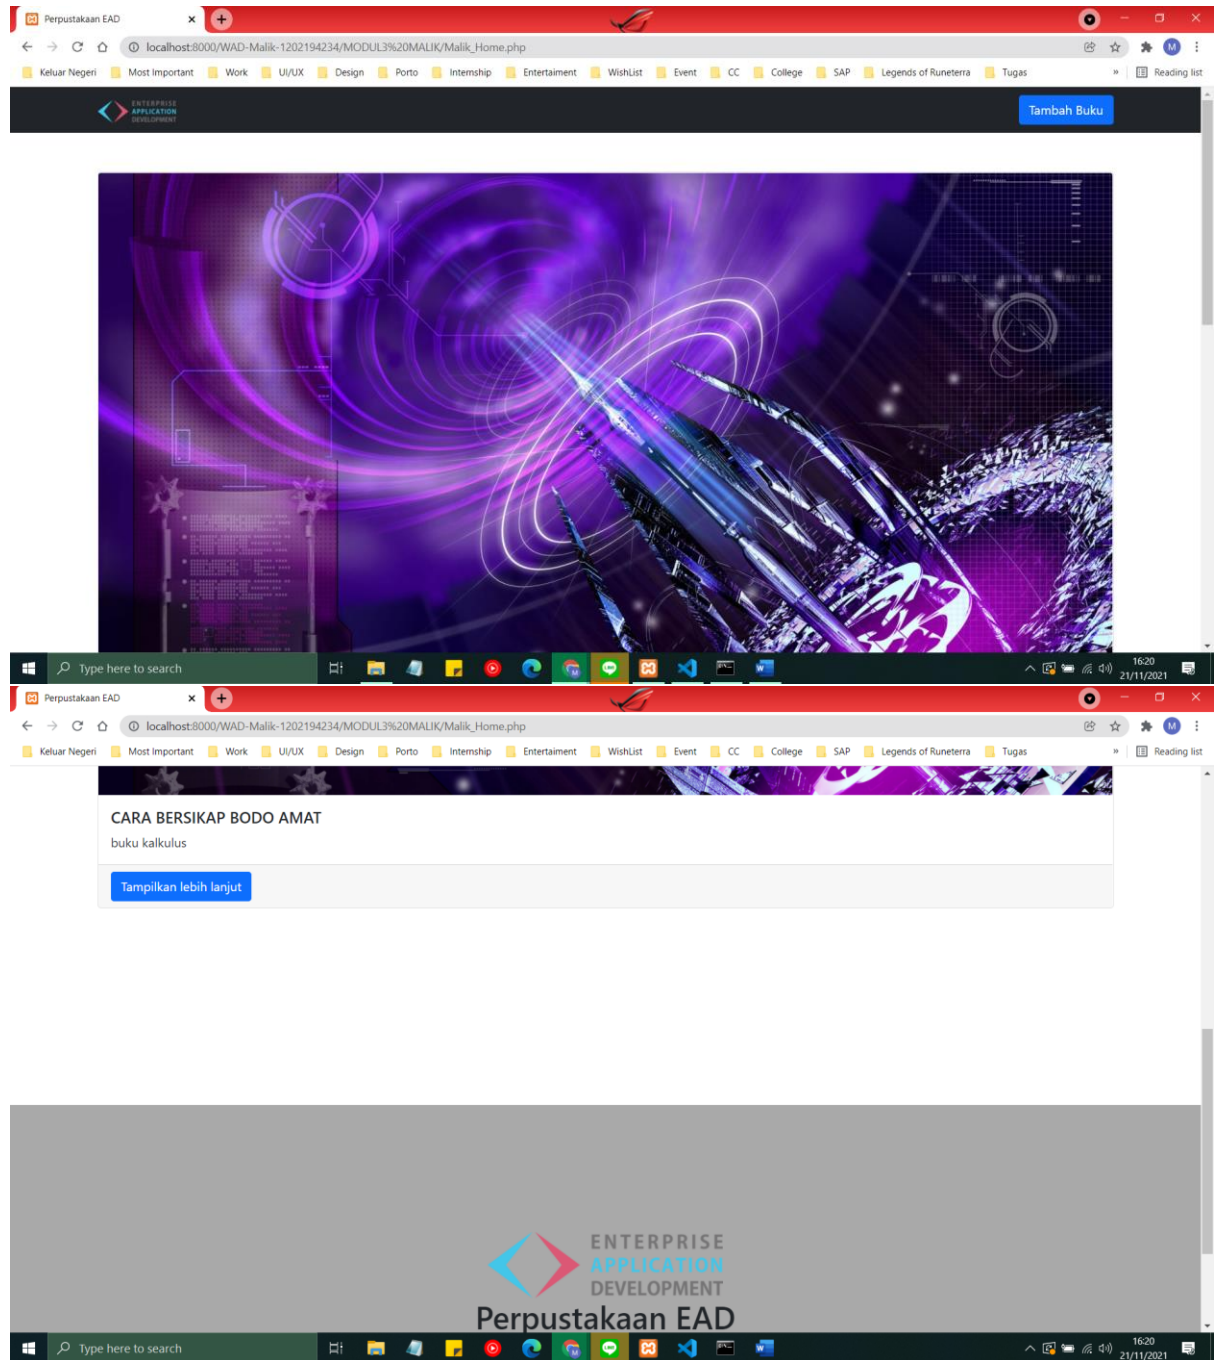 Perpustakaan EAD
localhost:8000/WAD-Malik-1202194234/MODUL3%20MALIK/Malik_Home.php
M
Keluar Negeri Most Important Work UI/UX Design Porto Internship Entertaiment WishList Event CC College SAP Legends of Runeterra Tugas » Reading list
ENTERPRISE
APPLICATION
DEVELOPMENT
Tambah Buku
Type here to search
16:20
21/11/2021
Perpustakaan EAD
localhost:8000/WAD-Malik-1202194234/MODUL3%20MALIK/Malik_Home.php
M
Keluar Negeri Most Important Work UI/UX Design Porto Internship Entertaiment WishList Event CC College SAP Legends of Runeterra Tugas » Reading list
CARA BERSIKAP BODO AMAT
buku kalkulus
Tampilkan lebih lanjut
ENTERPRISE
APPLICATION
DEVELOPMENT
Perpustakaan EAD
Type here to search
16:20
21/11/2021